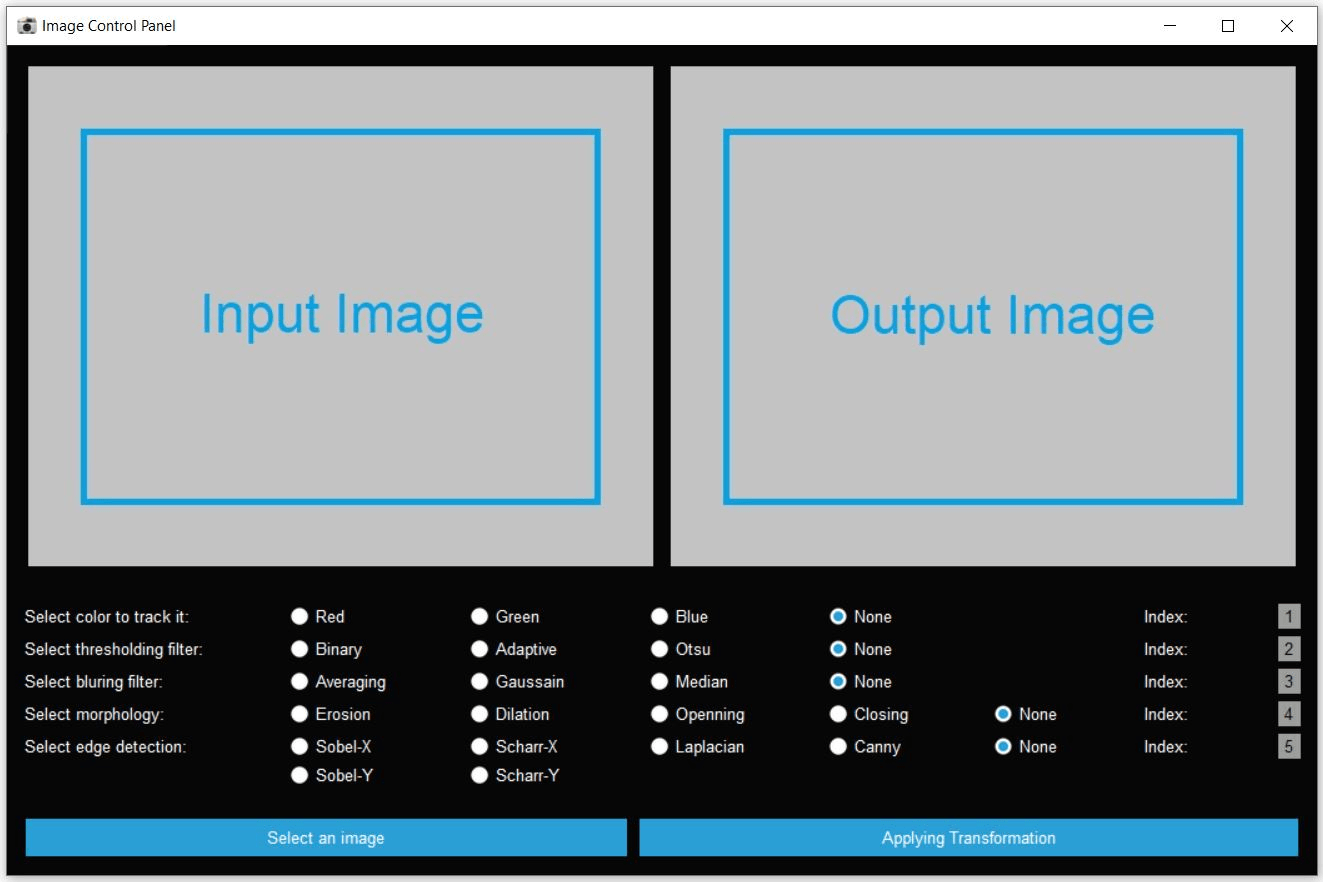 Image Control Panel
Input Image
Output Image
Select color to track it: Red Green Blue None Index: 1
Select thresholding filter: Binary Adaptive Otsu None Index: 2
Select bluring filter: Averaging Gaussain Median None Index: 3
Select morphology: Erosion Dilation Openning Closing None Index: 4
Select edge detection: Sobel-X Scharr-X Laplacian Canny None Index: 5
Sobel-Y Scharr-Y
Select an image Applying Transformation